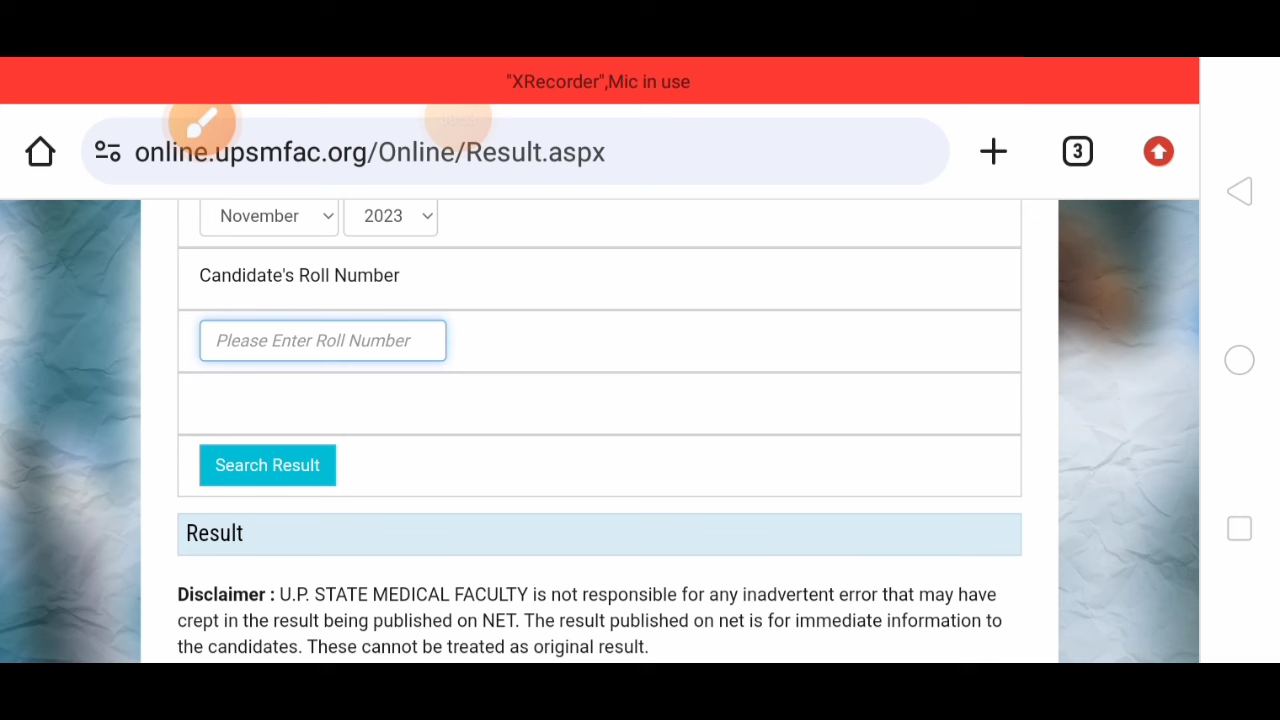 "XRecorder",Mic in use
online.upsmfac.org/Online/Result.aspx
3
November 2023
Candidate's Roll Number
Please Enter Roll Number
Search Result
Result
Disclaimer : U.P. STATE MEDICAL FACULTY is not responsible for any inadvertent error that may have
crept in the result being published on NET. The result published on net is for immediate information to
the candidates. These cannot be treated as original result.